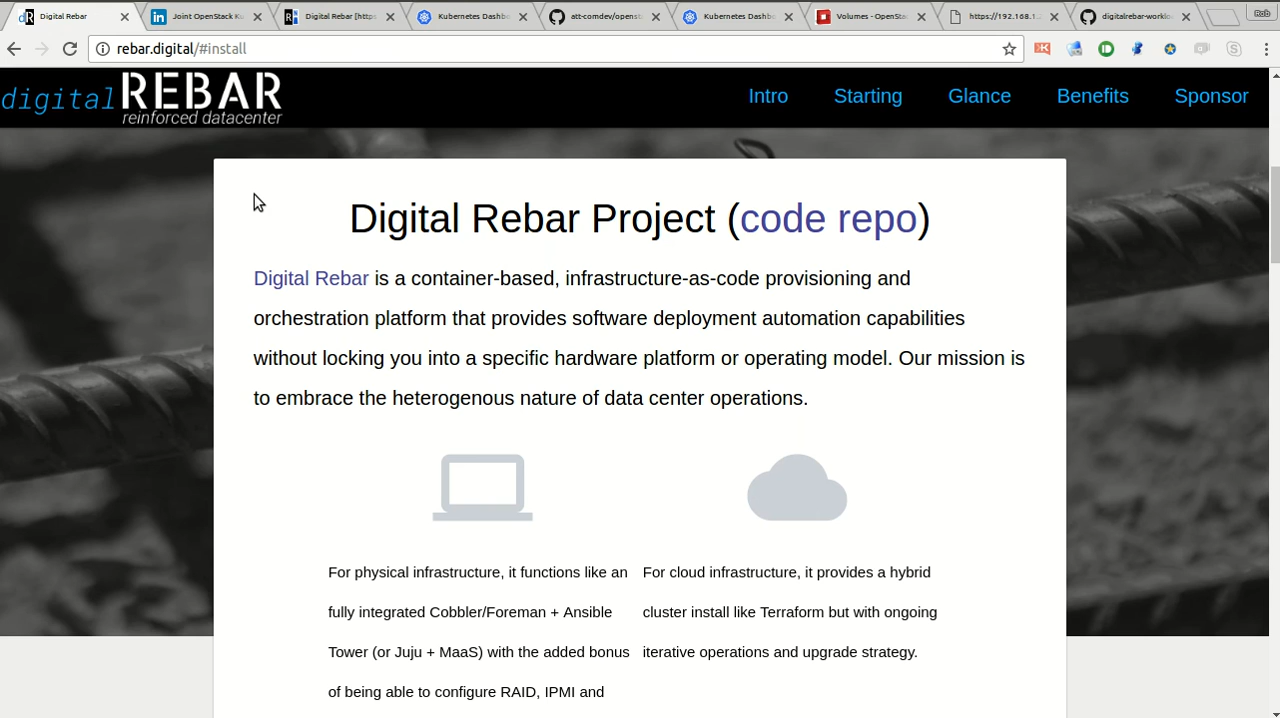 Digital Rebar
Joint OpenStack Ku
Digital Rebar [https
Kubernetes Dashbo
att-comdev/openst
Kubernetes Dashbo
Volumes - OpenStac
https://192.168.1.
digitalrebar-worklo
Rob
rebar.digital/#install
digital REBAR
reinforced datacenter
Intro
Starting
Glance
Benefits
Sponsor
Digital Rebar Project (code repo)
Digital Rebar is a container-based, infrastructure-as-code provisioning and
orchestration platform that provides software deployment automation capabilities
without locking you into a specific hardware platform or operating model. Our mission is
to embrace the heterogenous nature of data center operations.
For physical infrastructure, it functions like an
fully integrated Cobbler/Foreman + Ansible
Tower (or Juju + MaaS) with the added bonus
of being able to configure RAID, IPMI and
For cloud infrastructure, it provides a hybrid
cluster install like Terraform but with ongoing
iterative operations and upgrade strategy.